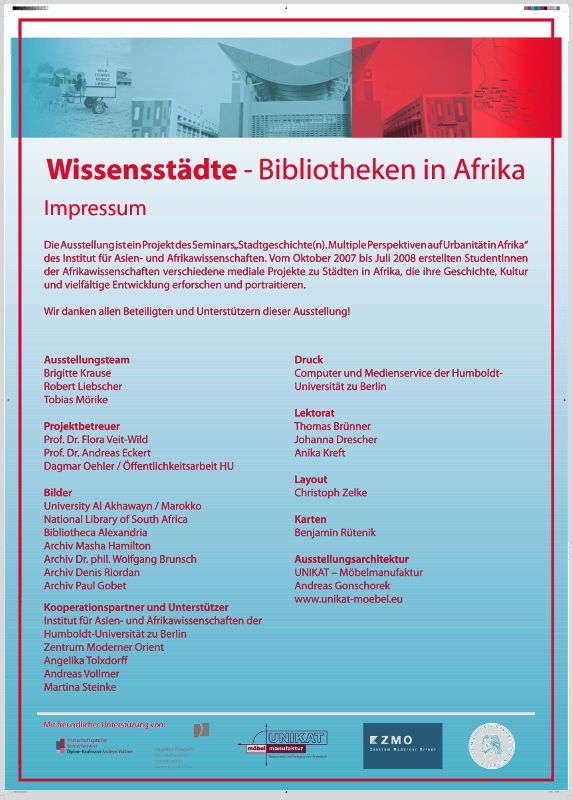 Wissensstädte - Bibliotheken in Afrika
Impressum
Die Ausstellung ist ein Projekt des Seminars „Stadtgeschichte(n). Multiple Perspektiven auf Urbanität in Afrika“
des Institut für Asien- und Afrikawissenschaften. Vom Oktober 2007 bis Juli 2008 erstellten StudentInnen
der Afrikawissenschaften verschiedene mediale Projekte zu Städten in Afrika, die ihre Geschichte, Kultur
und vielfältige Entwicklung erforschen und portraitieren.
Wir danken allen Beteiligten und Unterstützern dieser Ausstellung!
Ausstellungsteam
Brigitte Krause
Robert Liebscher
Tobias Mörike
Projektbetreuer
Prof. Dr. Flora Veit-Wild
Prof. Dr. Andreas Eckert
Dagmar Oehler / Öffentlichkeitsarbeit HU
Bilder
University Al Akhawayn / Marokko
National Library of South Africa
Bibliotheca Alexandria
Archiv Masha Hamilton
Archiv Dr. phil. Wolfgang Brunsch
Archiv Denis Riordan
Archiv Paul Gobet
Kooperationspartner und Unterstützer
Institut für Asien- und Afrikawissenschaften der
Humboldt-Universität zu Berlin
Zentrum Moderner Orient
Angelika Tolxdorff
Andreas Vollmer
Martina Steinke
Druck
Computer und Medienservice der Humboldt-
Universität zu Berlin
Lektorat
Thomas Brünner
Johanna Drescher
Anika Kreft
Layout
Christoph Zelke
Karten
Benjamin Rütenik
Ausstellungsarchitektur
UNIKAT – Möbelmanufaktur
Andreas Gonschorek
www.unikat-moebel.eu
Mit freundlicher Unterstüzung von:
UNIKAT
möbel manufaktur
ZMO
Zentrum Moderner Orient